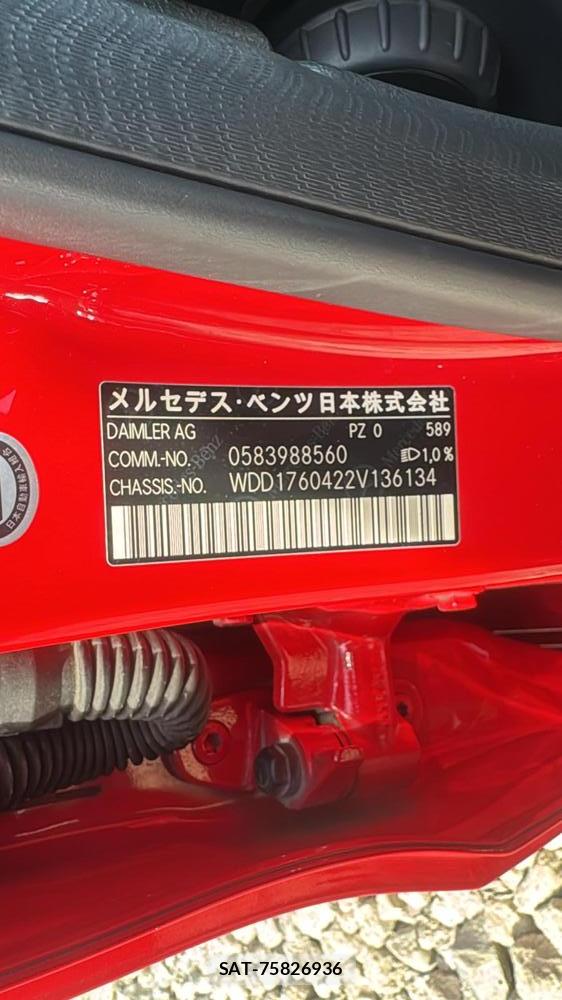 メルセデス・ベンツ日本株式会社
DAIMLER AG PZ 0 589
COMM.-NO. 0583988560 1,0%
CHASSIS.-NO. WDD1760422V136134
SAT-75826936